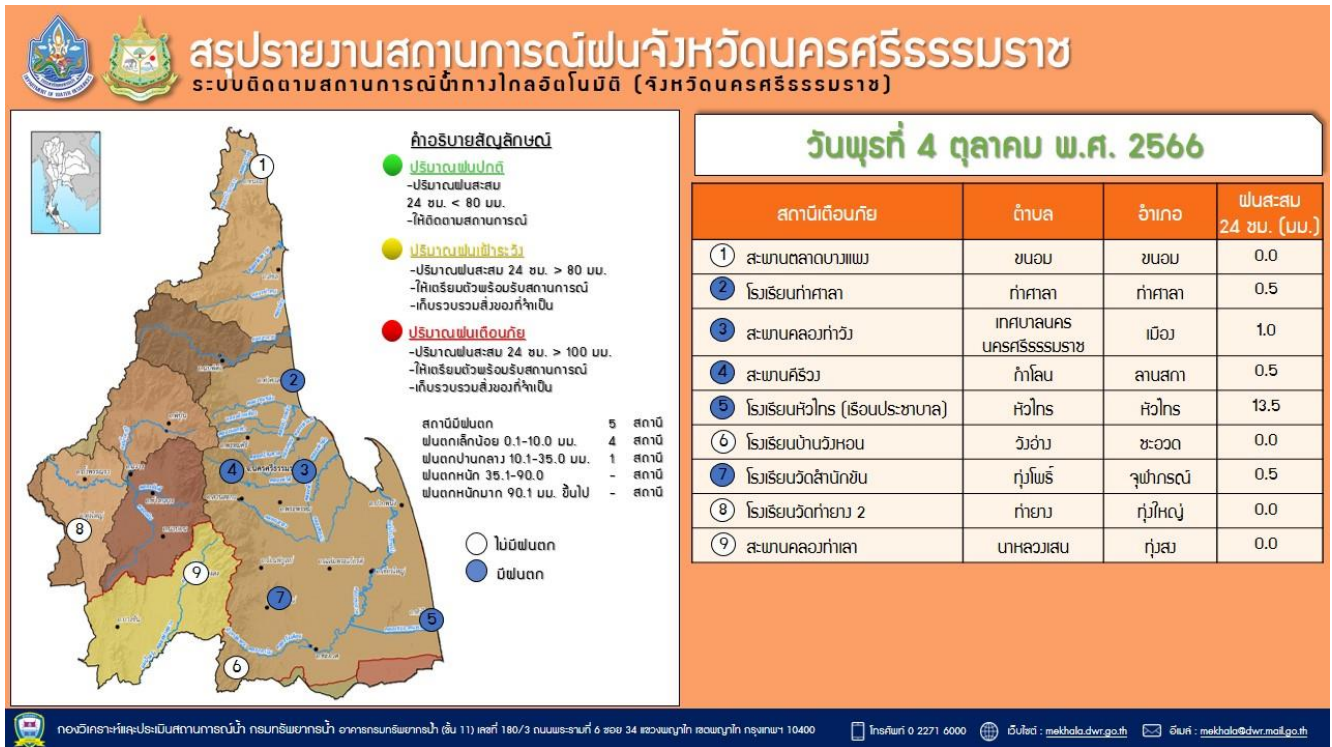 สรุปรายงานสถานการณ์ฝนจังหวัดนครศรีธรรมราช
ระบบติดตามสถานการณ์น้ำทางไกลอัตโนมัติ (จังหวัดนครศรีธรรมราช)
คำอธิบายสัญลักษณ์
ปริมาณฝนปกติ
-ปริมาณฝนสะสม
24 ชม. < 80 มม.
-ให้ติดตามสถานการณ์
ปริมาณฝนเฝ้าระวัง
-ปริมาณฝนสะสม 24 ชม. > 80 มม.
-ให้เตรียมตัวพร้อมรับสถานการณ์
-เก็บรวบรวมสิ่งของที่จำเป็น
ปริมาณฝนเตือนภัย
-ปริมาณฝนสะสม 24 ชม. > 100 มม.
-ให้เตรียมตัวพร้อมรับสถานการณ์
-เก็บรวบรวมสิ่งของที่จำเป็น
สถานีมีฝนตก 5 สถานี
ฝนตกเล็กน้อย 0.1-10.0 มม. 4 สถานี
ฝนตกปานกลาง 10.1-35.0 มม. 1 สถานี
ฝนตกหนัก 35.1-90.0 - สถานี
ฝนตกหนักมาก 90.1 มม. ขึ้นไป - สถานี
ไม่มีฝนตก
มีฝนตก
1
2
4
3
8
9
7
5
6
วันพุธที่ 4 ตุลาคม พ.ศ. 2566
สถานีเตือนภัย ตำบล อำเภอ ฝนสะสม
24 ชม. (มม.)
1 สะพานตลาดบางแพง ขนอม ขนอม 0.0
2 โรงเรียนท่าศาลา ท่าศาลา ท่าศาลา 0.5
3 สะพานคลองท่าวัง เทศบาลนคร
นครศรีธรรมราช เมือง 1.0
4 สะพานคีรีวง กำโลน ลานสกา 0.5
5 โรงเรียนหัวไทร (เรือนประชาบาล) หัวไทร หัวไทร 13.5
6 โรงเรียนบ้านวังหอน วังอ่าง ชะอวด 0.0
7 โรงเรียนวัดสำนักขัน ทุ่งโพธิ์ จุฬาภรณ์ 0.5
8 โรงเรียนวัดท่ายาง 2 ท่ายาง ทุ่งใหญ่ 0.0
9 สะพานคลองท่าเลา นาหลวงเสน ทุ่งสง 0.0
กองวิเคราะห์และประเมินสถานการณ์น้ำ กรมทรัพยากรน้ำ อาคารกรมทรัพยากรน้ำ (ชั้น 11) เลขที่ 180/3 ถนนพระรามที่ 6 ซอย 34 แขวงพญาไท เขตพญาไท กรุงเทพฯ 10400 โทรศัพท์ 0 2271 6000 เว็บไซต์ : mekhala.dwr.go.th อีเมล์ : mekhala@dwr.mail.go.th